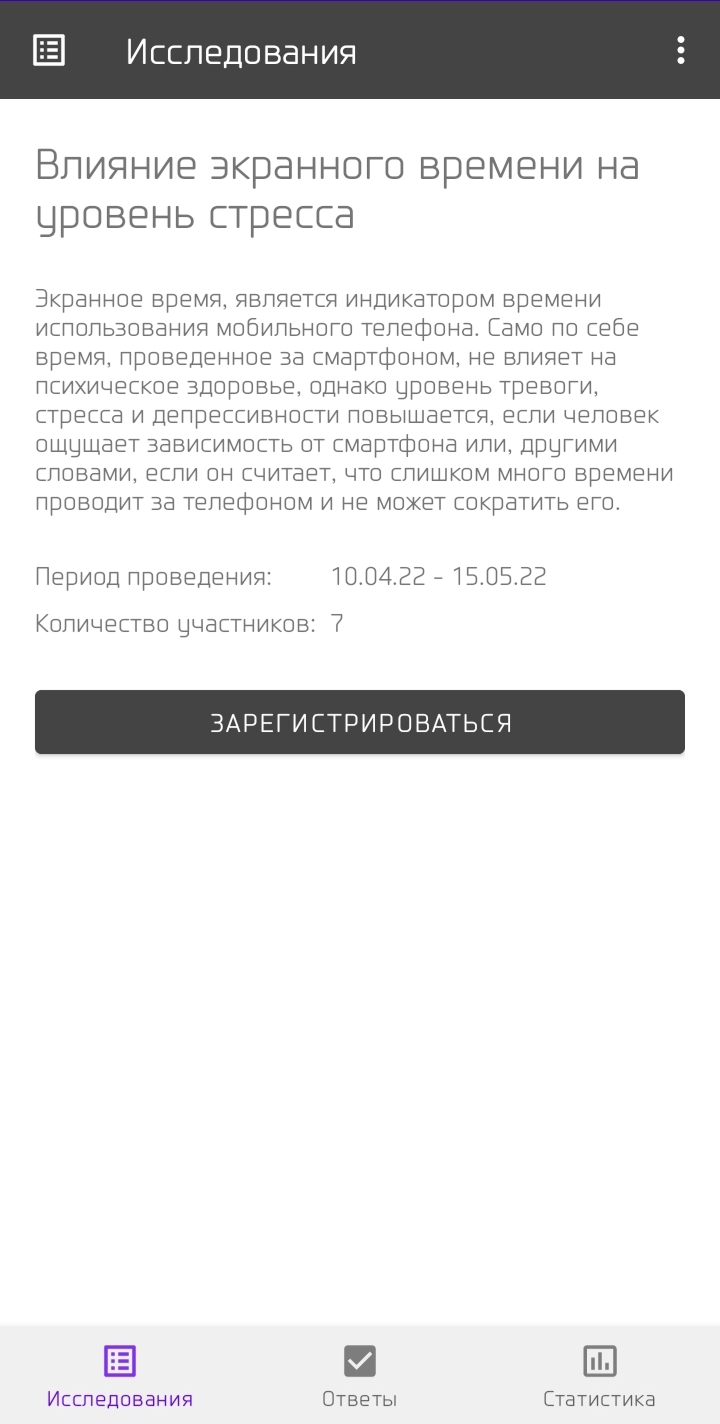 Исследования
Влияние экранного времени на
уровень стресса
Экранное время, является индикатором времени
использования мобильного телефона. Само по себе
время, проведенное за смартфоном, не влияет на
психическое здоровье, однако уровень тревоги,
стресса и депрессивности повышается, если человек
ощущает зависимость от смартфона или, другими
словами, если он считает, что слишком много времени
проводит за телефоном и не может сократить его.
Период проведения: 10.04.22 - 15.05.22
Количество участников: 7
ЗАРЕГИСТРИРОВАТЬСЯ
Исследования Ответы Статистика